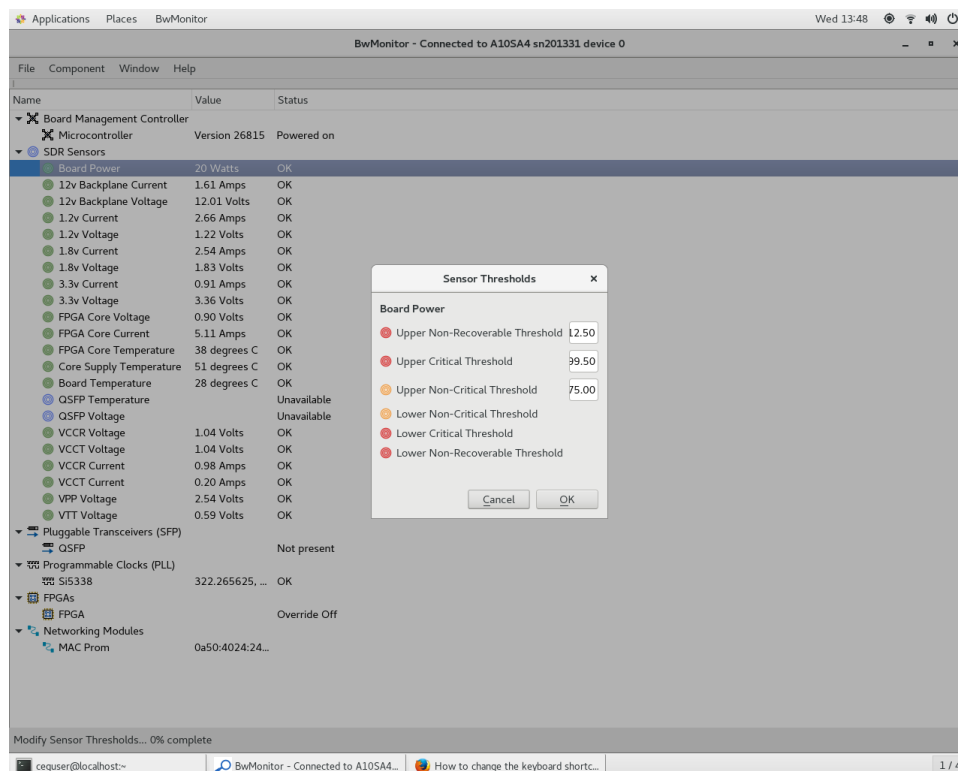 Applications Places BwMonitor Wed 13:48
BwMonitor - Connected to A10SA4 sn201331 device 0
File Component Window Help
Name Value Status
Board Management Controller
Microcontroller Version 26815 Powered on
SDR Sensors
Board Power 20 Watts OK
12v Backplane Current 1.61 Amps OK
12v Backplane Voltage 12.01 Volts OK
1.2v Current 2.66 Amps OK
1.2v Voltage 1.22 Volts OK
1.8v Current 2.54 Amps OK
1.8v Voltage 1.83 Volts OK
3.3v Current 0.91 Amps OK
3.3v Voltage 3.36 Volts OK
FPGA Core Voltage 0.90 Volts OK
FPGA Core Current 5.11 Amps OK
FPGA Core Temperature 38 degrees C OK
Core Supply Temperature 51 degrees C OK
Board Temperature 28 degrees C OK
QSFP Temperature Unavailable
QSFP Voltage Unavailable
VCCR Voltage 1.04 Volts OK
VCCT Voltage 1.04 Volts OK
VCCR Current 0.98 Amps OK
VCCT Current 0.20 Amps OK
VPP Voltage 2.54 Volts OK
VTT Voltage 0.59 Volts OK
Pluggable Transceivers (SFP)
QSFP Not present
Programmable Clocks (PLL)
Si5338 322.265625, ... OK
FPGAs
FPGA Override Off
Networking Modules
MAC Prom 0a50:4024:24...
Sensor Thresholds
Board Power
Upper Non-Recoverable Threshold 12.50
Upper Critical Threshold 99.50
Upper Non-Critical Threshold 75.00
Lower Non-Critical Threshold
Lower Critical Threshold
Lower Non-Recoverable Threshold
Cancel OK
Modify Sensor Thresholds... 0% complete
ceguser@localhost:~ BwMonitor - Connected to A10SA4... How to change the keyboard shortc... 1 / 4